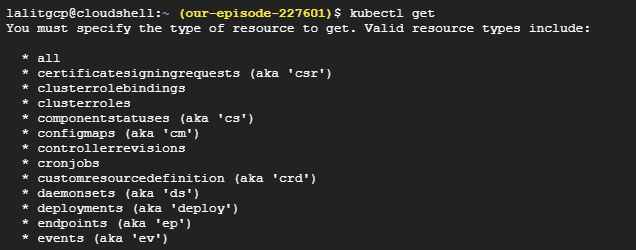 lalitgcp@cloudshell:~ (our-episode-227601)$ kubectl get
You must specify the type of resource to get. Valid resource types include:
* all
* certificatesigningrequests (aka 'csr')
* clusterrolebindings
* clusterroles
* componentstatuses (aka 'cs')
* configmaps (aka 'cm')
* controllerrevisions
* cronjobs
* customresourcedefinition (aka 'crd')
* daemonsets (aka 'ds')
* deployments (aka 'deploy')
* endpoints (aka 'ep')
* events (aka 'ev')